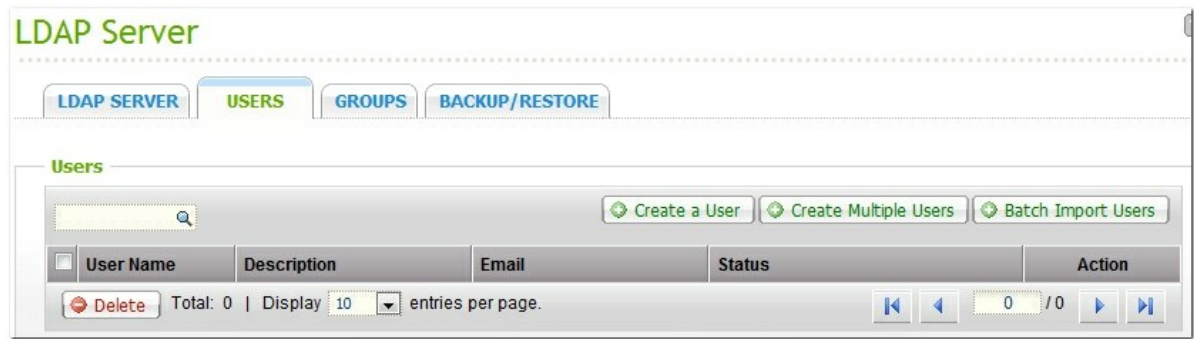 LDAP Server
LDAP SERVER USERS GROUPS BACKUP/RESTORE
Users
Create a User Create Multiple Users Batch Import Users
User Name Description Email Status Action
Delete Total: 0 | Display 10 entries per page. 0 / 0